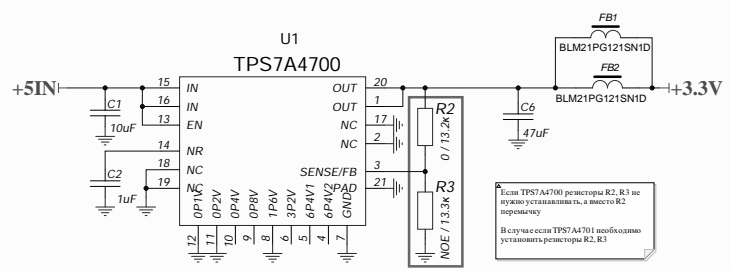 U1
TPS7A4700
FB1
BLM21PG121SN1D
FB2
BLM21PG121SN1D
+5IN
+3.3V
C1
10uF
C2
1uF
C6
47uF
15 IN
16 IN
13 EN
14 NR
18 NC
19 NC
OUT 20
OUT 1
NC 17
NC 2
SENSE/FB 3
PAD 21
0P1V
0P2V
0P4V
0P8V
1P6V
3P2V
6P4V1
6P4V2
GND
12
11
10
9
8
6
5
4
7
R2
0 / 13.2к
R3
NOE / 13.3к
Если TPS7A4700 резисторы R2, R3 не
нужно устанавливать, а вместо R2
перемычку
В случае если TPS7A4701 необходимо
установить резисторы R2, R3